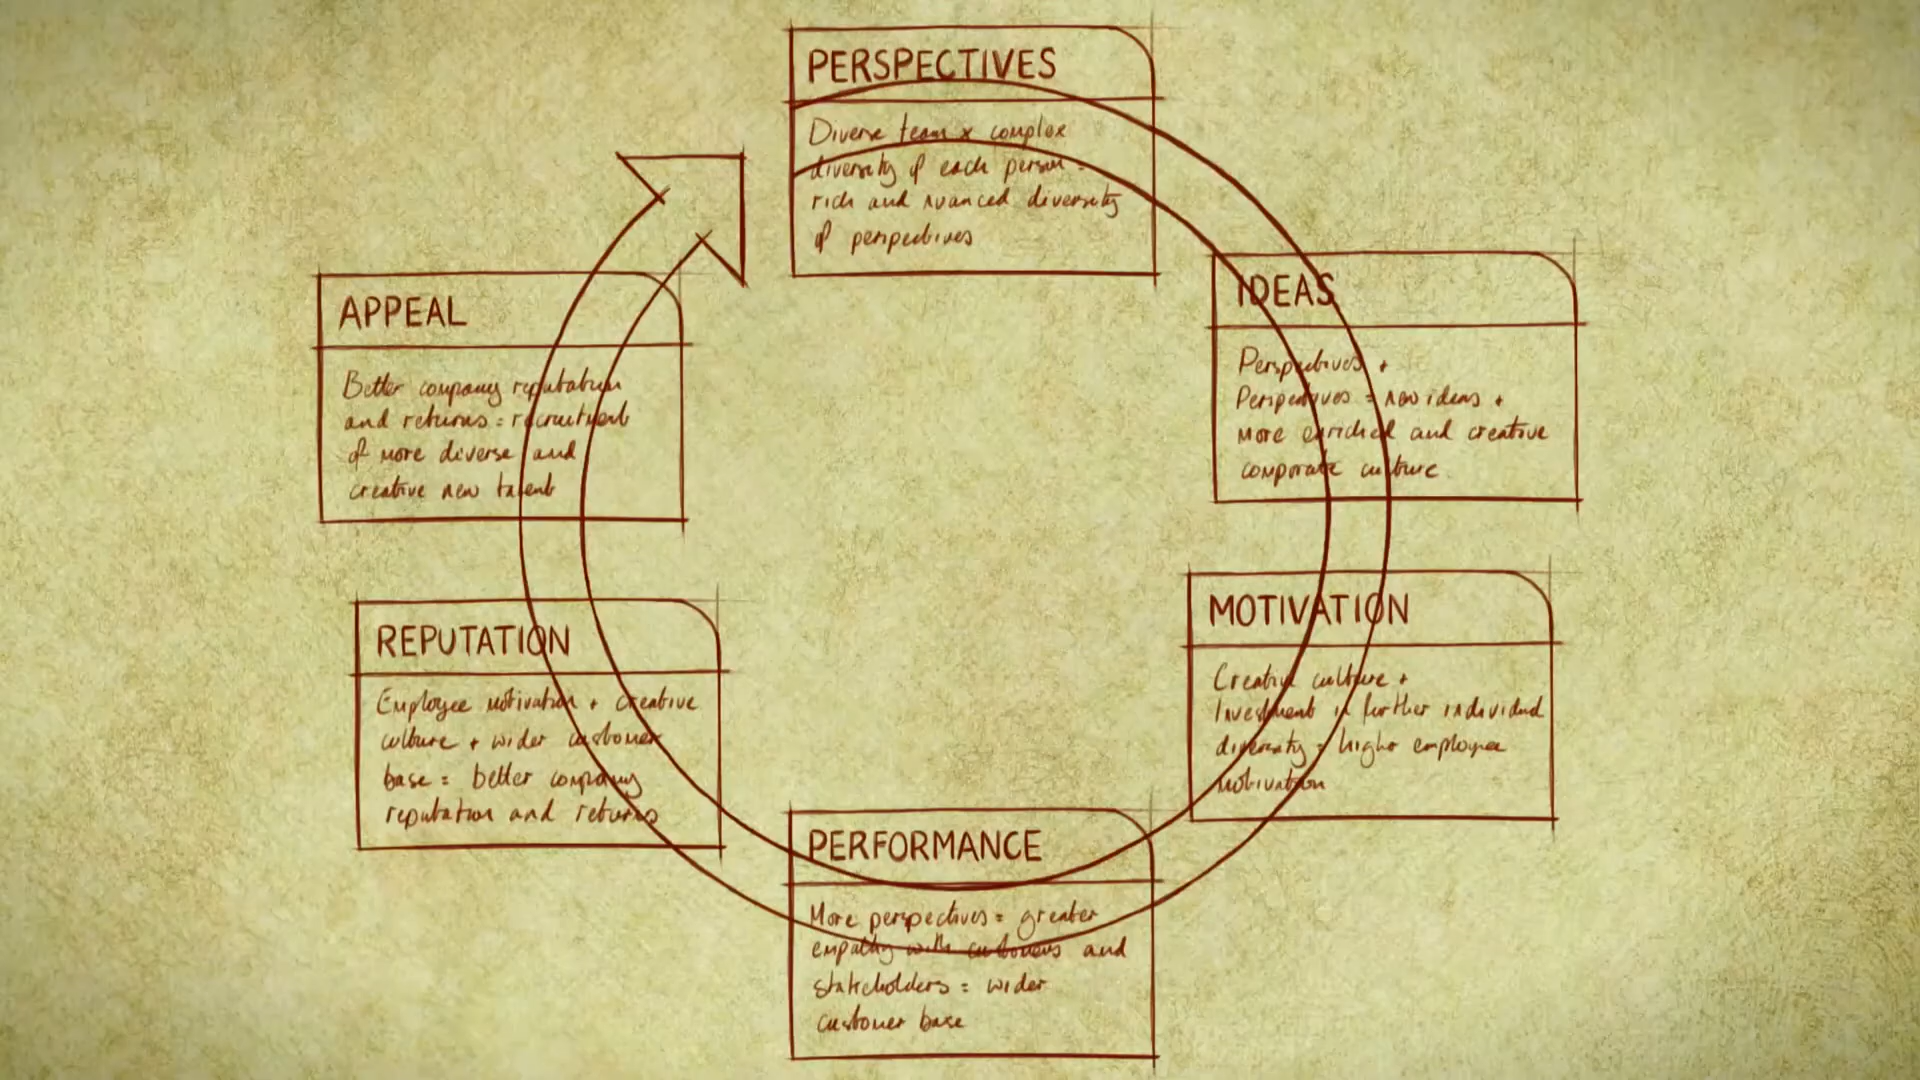 PERSPECTIVES
Diverse team x complex
diversity of each person =
rich and nuanced diversity
of perspectives
IDEAS
Perspectives +
Perspectives = new ideas +
more enriched and creative
corporate culture.
MOTIVATION
Creative culture +
Investment in further individual
diversity = higher employee
motivation
PERFORMANCE
More perspectives = greater
empathy with customers and
stakeholders = wider
customer base
REPUTATION
Employee motivation + creative
culture + wider customer
base = better company
reputation and returns
APPEAL
Better company reputation
and returns = recruitment
of more diverse and
creative new talent